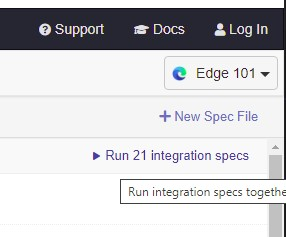 Support Docs Log In
Edge 101
New Spec File
Run 21 integration specs
Run integration specs togethe